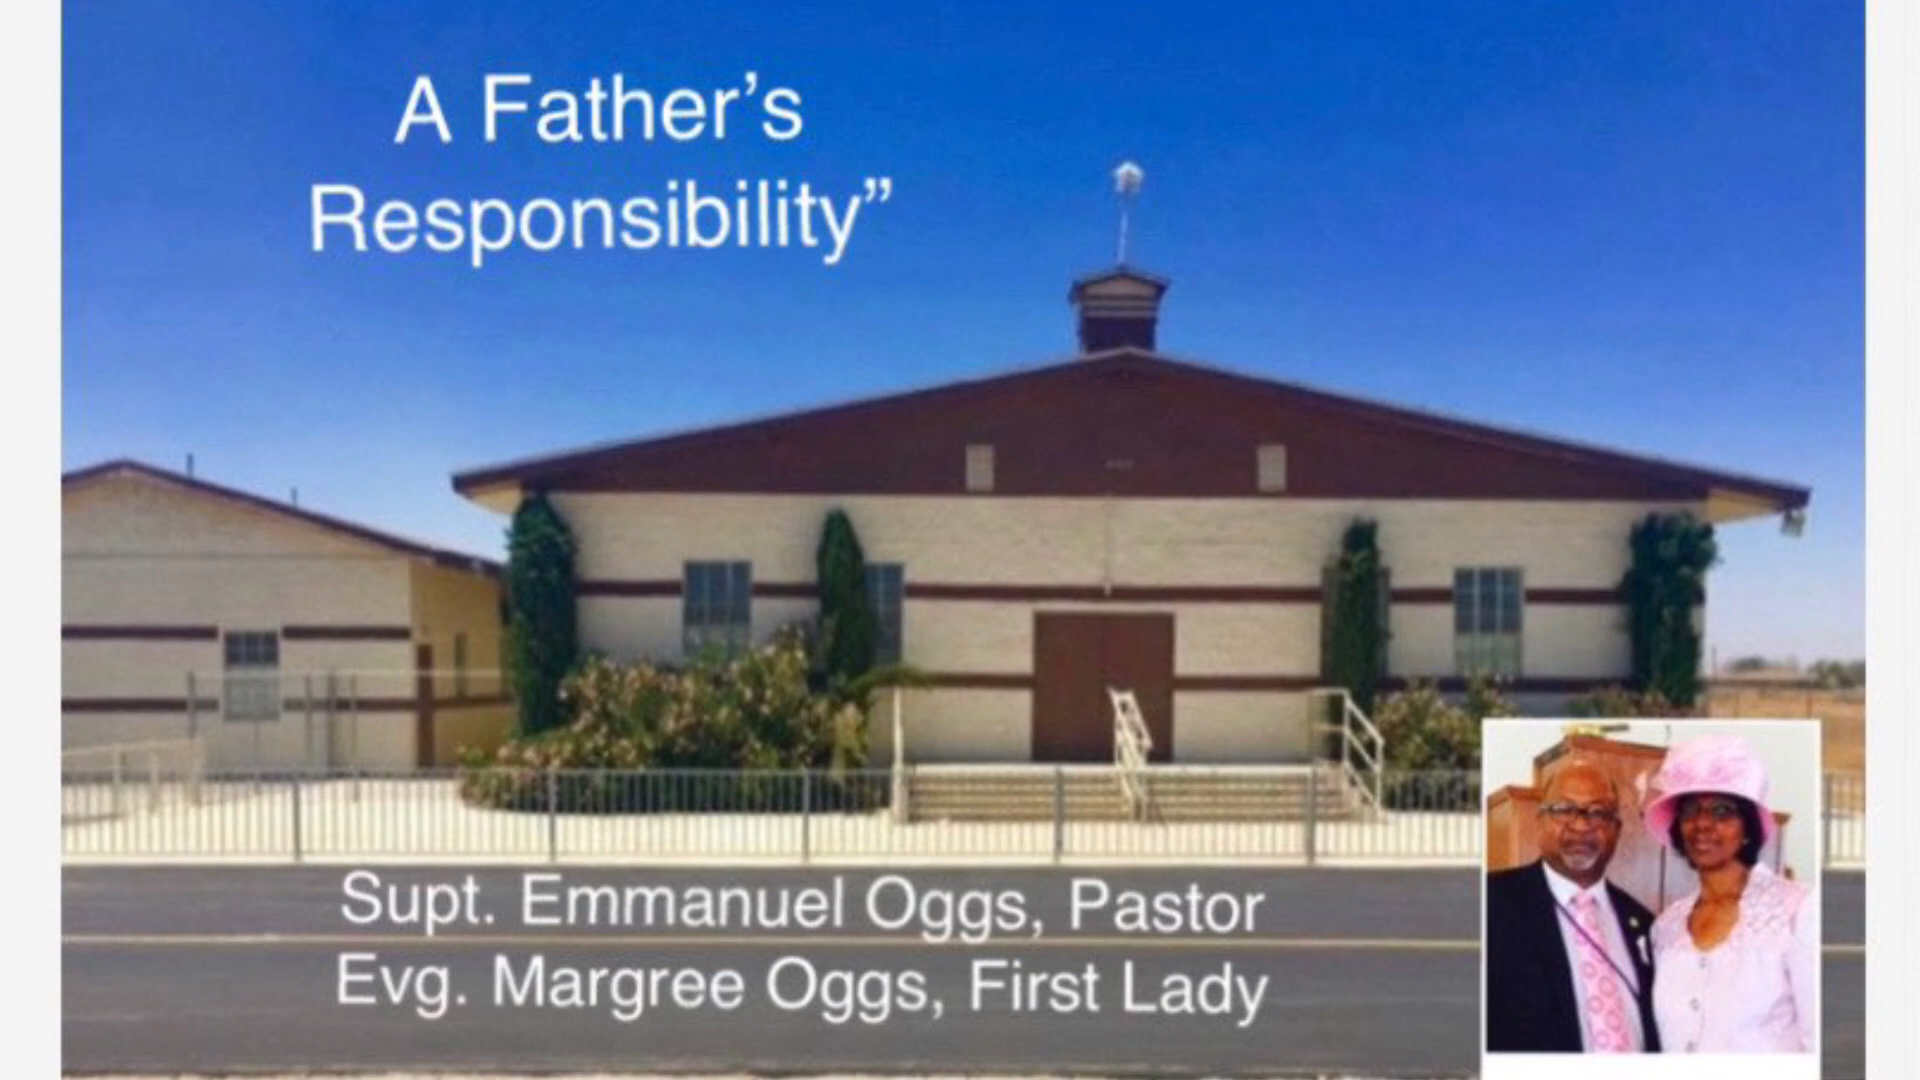 A Father’s
Responsibility”
Supt. Emmanuel Oggs, Pastor
Evg. Margree Oggs, First Lady